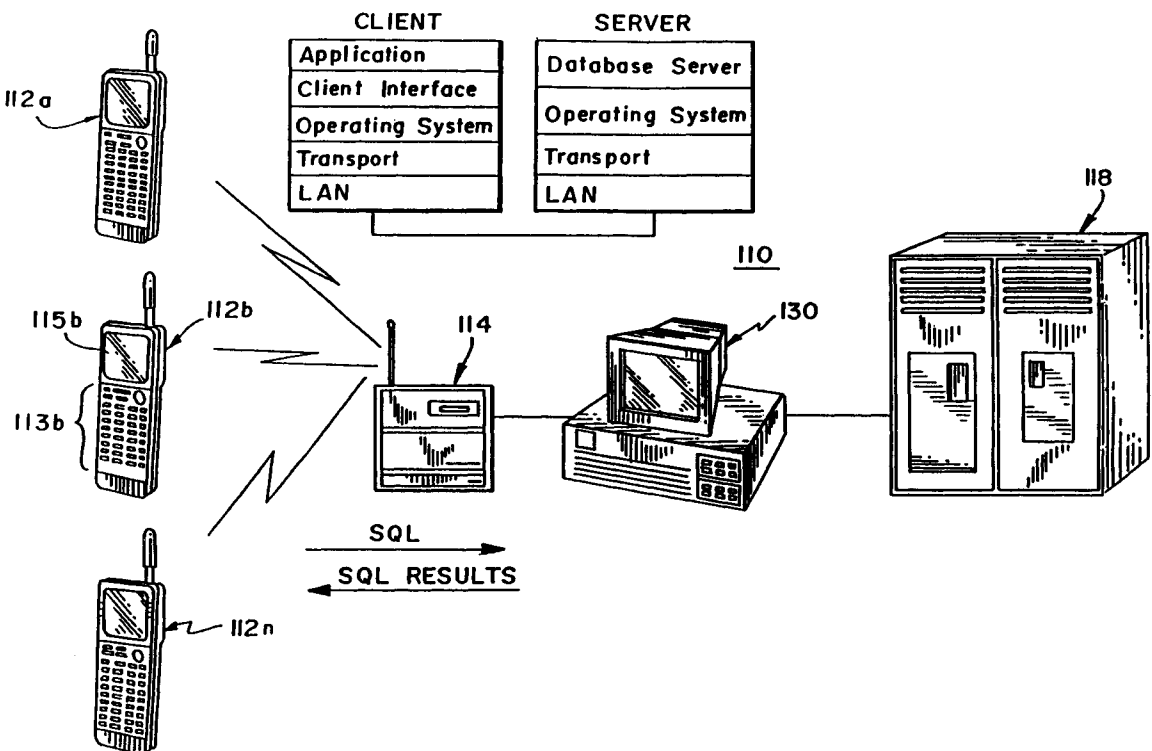 CLIENT
Application
Client Interface
Operating System
Transport
LAN
SERVER
Database Server
Operating System
Transport
LAN
112a
118
110
130
115b
112b
114
113b
SQL
SQL RESULTS
112n